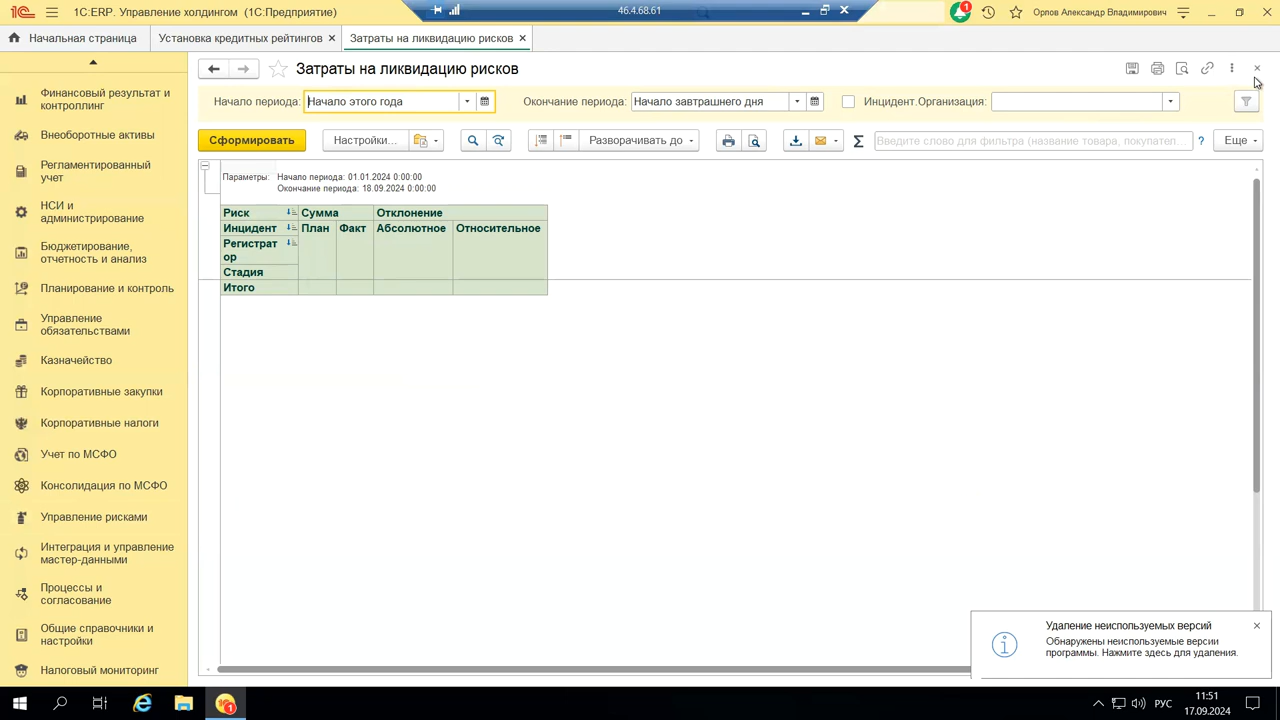 1С:ERP. Управление холдингом (1С:Предприятие)
46.4.68.61
1
Орлов Александр Владимирович
Начальная страница
Установка кредитных рейтингов
Затраты на ликвидацию рисков
Финансовый результат и
контроллинг
Внеоборотные активы
Регламентированный
учет
НСИ и
администрирование
Бюджетирование,
отчетность и анализ
Планирование и контроль
Управление
обязательствами
Казначейство
Корпоративные закупки
Корпоративные налоги
Учет по МСФО
Консолидация по МСФО
Управление рисками
Интеграция и управление
мастер-данными
Процессы и
согласование
Общие справочники и
настройки
Налоговый мониторинг
Затраты на ликвидацию рисков
Начало периода: Начало этого года
Окончание периода: Начало завтрашнего дня
Инцидент.Организация:
Сформировать
Настройки...
Разворачивать до
Σ
Введите слово для фильтра (название товара, покупател...
?
Еще
Параметры: Начало периода: 01.01.2024 0:00:00
Окончание периода: 18.09.2024 0:00:00
Риск Сумма Отклонение
Инцидент План Факт Абсолютное Относительное
Регистрат
ор
Стадия
Итого
Удаление неиспользуемых версий
Обнаружены неиспользуемые версии
программы. Нажмите здесь для удаления.
1
РУС
11:51
17.09.2024